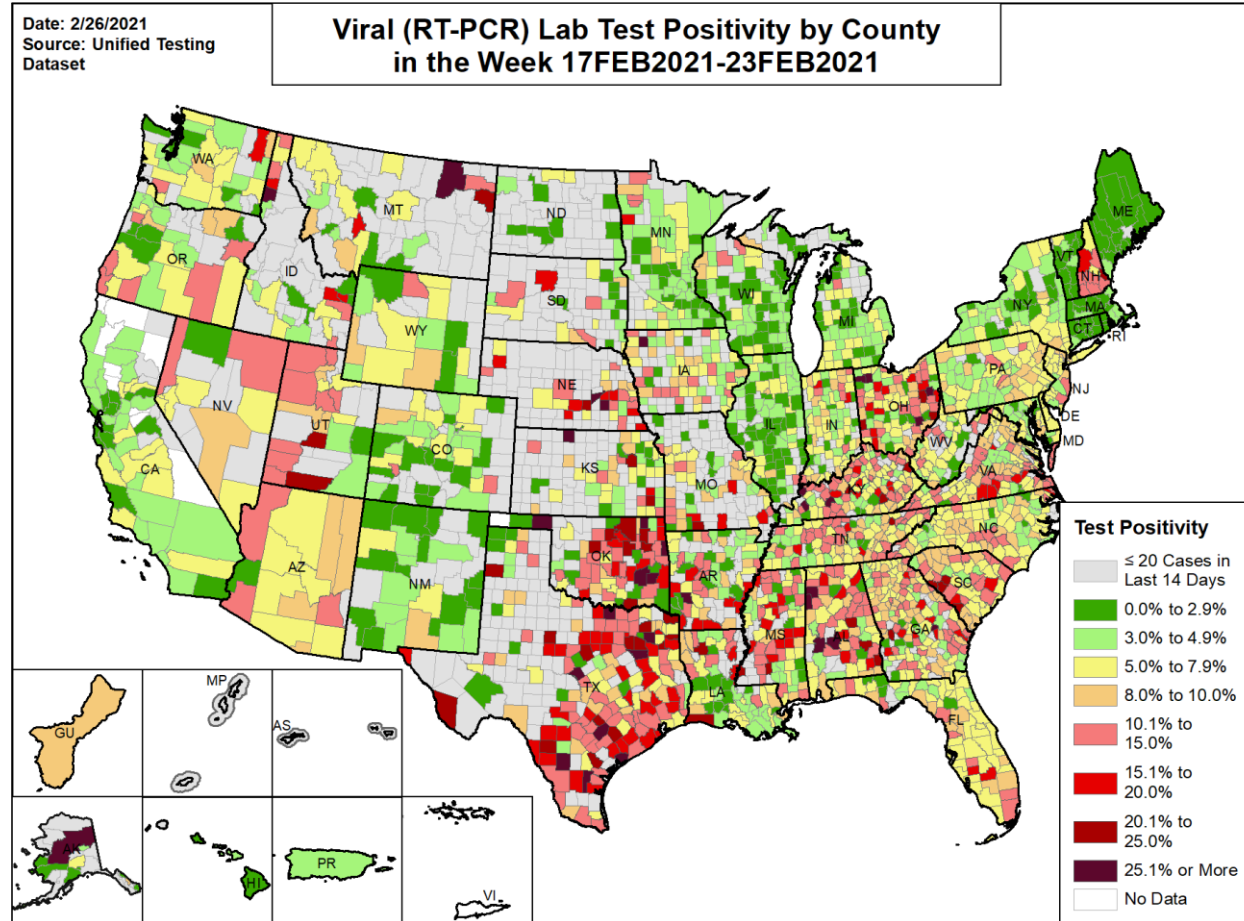 Date: 2/26/2021
Source: Unified Testing
Dataset
Viral (RT-PCR) Lab Test Positivity by County
in the Week 17FEB2021-23FEB2021
WA
MT
ND
MN
ME
OR
ID
SD
WI
MI
VT
NH
NY
MA
CT
RI
WY
IA
PA
NJ
NE
NV
UT
CO
IL
IN
OH
DE
MD
WV
VA
CA
KS
MO
KY
NC
TN
AZ
NM
OK
AR
SC
MS
AL
GA
TX
LA
FL
GU
MP
AS
AK
HI
PR
VI
Test Positivity
≤ 20 Cases in
Last 14 Days
0.0% to 2.9%
3.0% to 4.9%
5.0% to 7.9%
8.0% to 10.0%
10.1% to
15.0%
15.1% to
20.0%
20.1% to
25.0%
25.1% or More
No Data